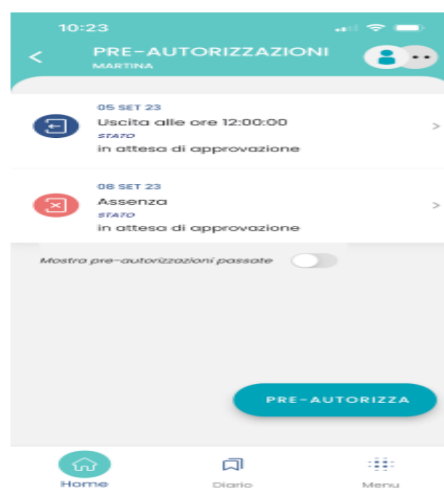 10:23
PRE-AUTORIZZAZIONI
MARTINA
05 SET 23
Uscita alle ore 12:00:00
STATO
in attesa di approvazione
08 SET 23
Assenza
STATO
in attesa di approvazione
Mostra pre-autorizzazioni passate
PRE-AUTORIZZA
Home Diario Menu